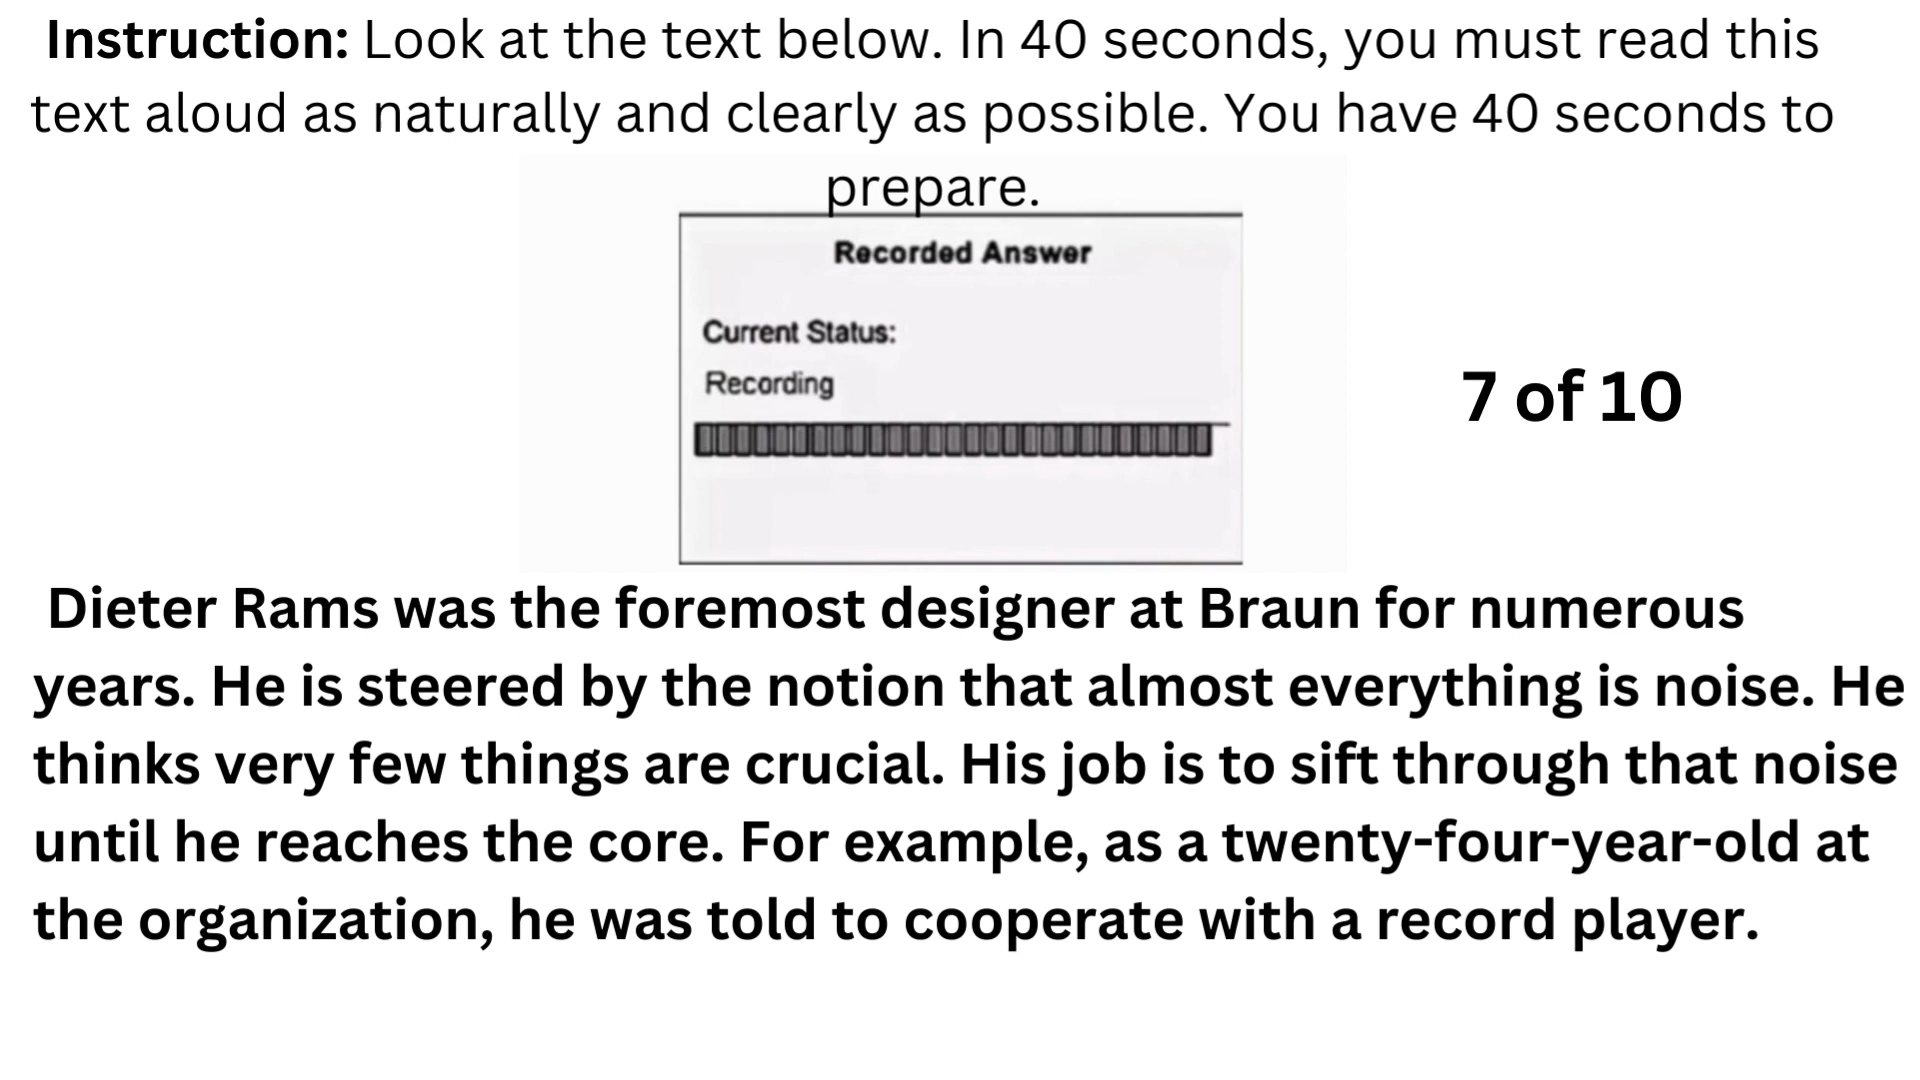 Instruction: Look at the text below. In 40 seconds, you must read this
text aloud as naturally and clearly as possible. You have 40 seconds to
prepare.
Recorded Answer
Current Status:
Recording
7 of 10
Dieter Rams was the foremost designer at Braun for numerous
years. He is steered by the notion that almost everything is noise. He
thinks very few things are crucial. His job is to sift through that noise
until he reaches the core. For example, as a twenty-four-year-old at
the organization, he was told to cooperate with a record player.